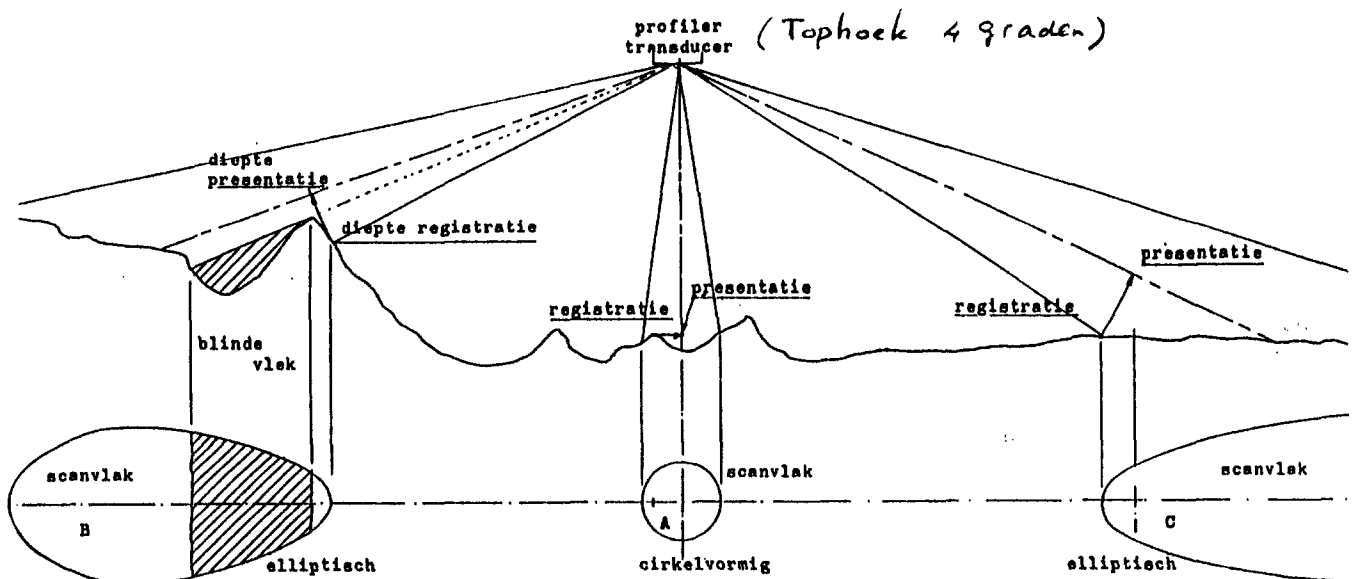 profiler
transducer
(Tophoek 4 graden)
diepte
presentatie
diepte registratie
presentatie
registratie
presentatie
registratie
blinde
vlek
scanvlak
B
elliptisch
scanvlak
A
cirkelvormig
scanvlak
C
elliptisch